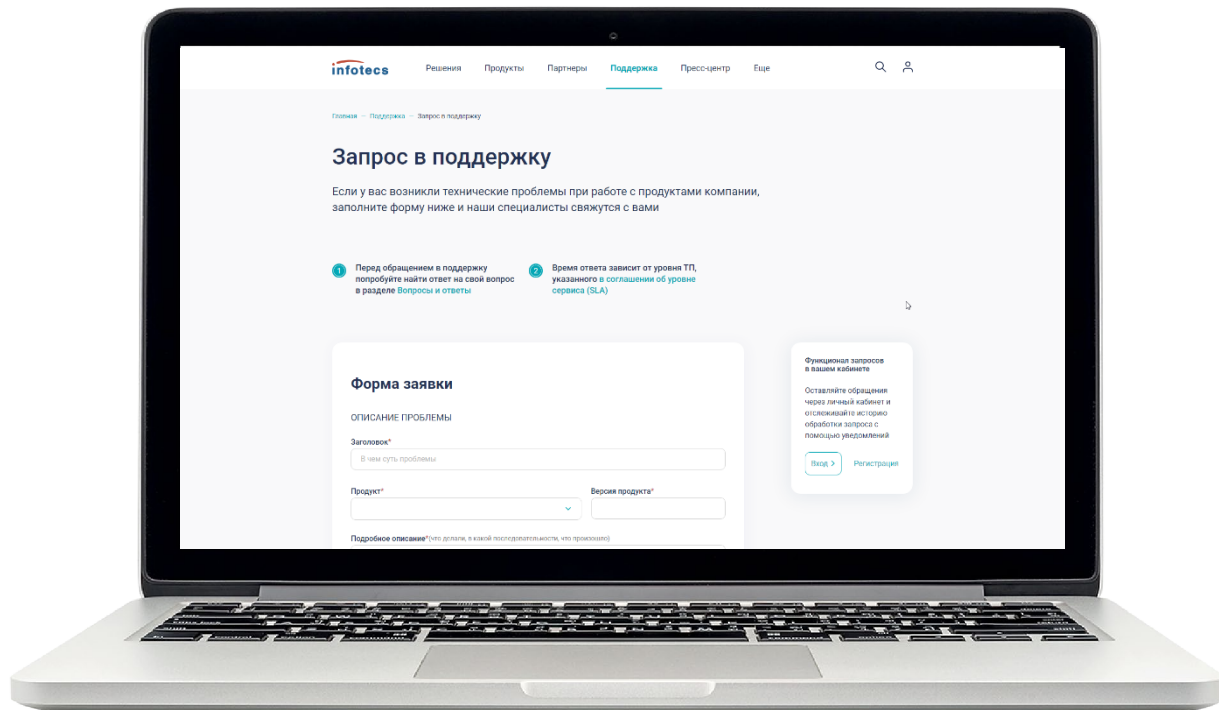 infotecs
Решения Продукты Партнеры Поддержка Пресс-центр Еще
Главная — Поддержка — Запрос в поддержку
Запрос в поддержку
Если у вас возникли технические проблемы при работе с продуктами компании,
заполните форму ниже и наши специалисты свяжутся с вами
1 Перед обращением в поддержку
попробуйте найти ответ на свой вопрос
в разделе Вопросы и ответы
2 Время ответа зависит от уровня ТП,
указанного в соглашении об уровне
сервиса (SLA)
Форма заявки
ОПИСАНИЕ ПРОБЛЕМЫ
Заголовок*
В чем суть проблемы
Продукт* Версия продукта*
Подробное описание*(что делали, в какой последовательности, что произошло)
Функционал запросов
в вашем кабинете
Оставляйте обращения
через личный кабинет и
отслеживайте историю
обработки запроса с
помощью уведомлений
Вход > Регистрация